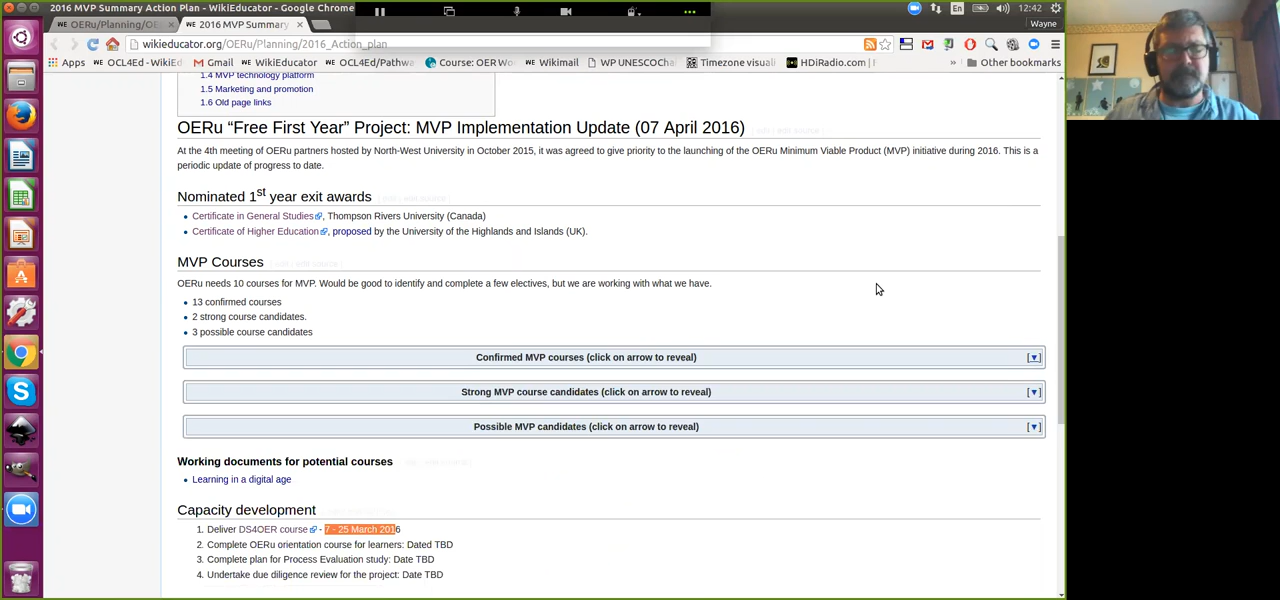 2016 MVP Summary Action Plan - WikiEducator - Google Chrome
12:42
En
OERu/Planning/OE
2016 MVP Summary
Wayne
wikieducator.org/OERu/Planning/2016_Action_plan
Apps
OCL4Ed - WikiEd
Gmail
WikiEducator
OCL4Ed/Pathwa
Course: OER Wo
Wikimail
WP UNESCOCha
Timezone visuali
HDiRadio.com | F
»
Other bookmarks
1.4 MVP technology platform
1.5 Marketing and promotion
1.6 Old page links
OERu “Free First Year” Project: MVP Implementation Update (07 April 2016)
At the 4th meeting of OERu partners hosted by North-West University in October 2015, it was agreed to give priority to the launching of the OERu Minimum Viable Product (MVP) initiative during 2016. This is a
periodic update of progress to date.
Nominated 1st year exit awards
Certificate in General Studies, Thompson Rivers University (Canada)
Certificate of Higher Education, proposed by the University of the Highlands and Islands (UK).
MVP Courses
OERu needs 10 courses for MVP. Would be good to identify and complete a few electives, but we are working with what we have.
13 confirmed courses
2 strong course candidates.
3 possible course candidates
Confirmed MVP courses (click on arrow to reveal) [▼]
Strong MVP course candidates (click on arrow to reveal) [▼]
Possible MVP candidates (click on arrow to reveal) [▼]
Working documents for potential courses
Learning in a digital age
Capacity development
1. Deliver DS4OER course - 7 - 25 March 2016
2. Complete OERu orientation course for learners: Dated TBD
3. Complete plan for Process Evaluation study: Date TBD
4. Undertake due diligence review for the project: Date TBD